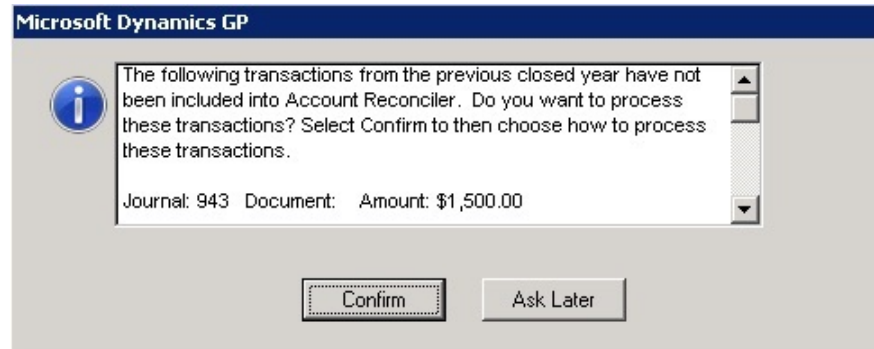 Microsoft Dynamics GP
The following transactions from the previous closed year have not
been included into Account Reconciler. Do you want to process
these transactions? Select Confirm to then choose how to process
these transactions.
Journal: 943 Document: Amount: $1,500.00
Confirm Ask Later